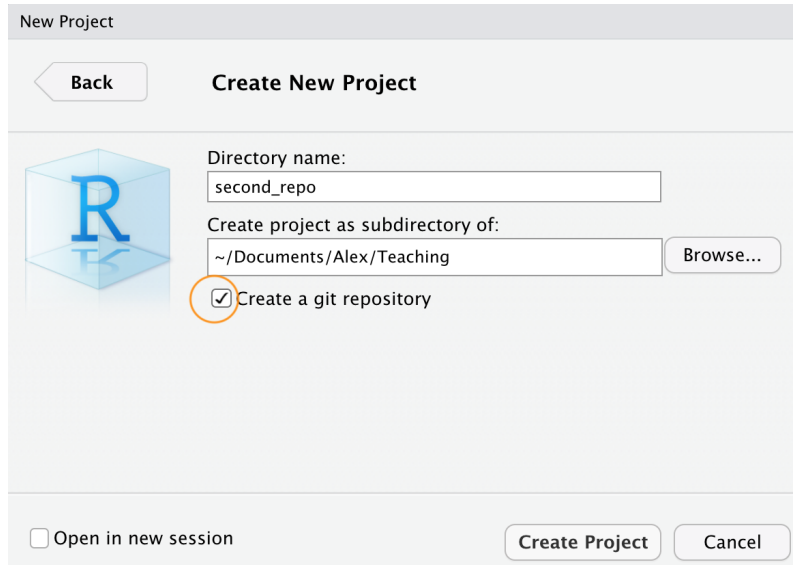 New Project
Back
Create New Project
R
Directory name:
second_repo
Create project as subdirectory of:
~/Documents/Alex/Teaching
Browse...
Create a git repository
Open in new session
Create Project
Cancel